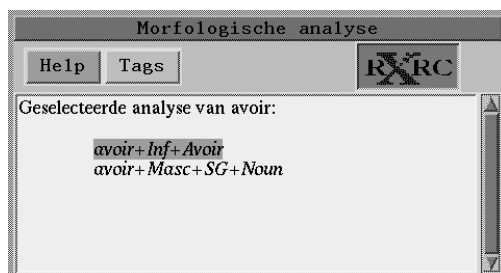 Morfologische analyse
Help Tags RXRC
Geselecteerde analyse van avoir:
avoir+Inf+Avoir
avoir+Masc+SG+Noun